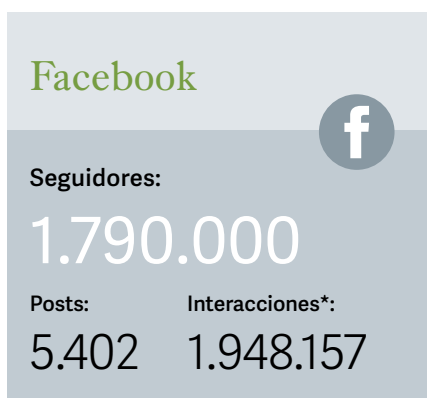 Facebook
f
Seguidores:
1.790.000
Posts: Interacciones*:
5.402 1.948.157